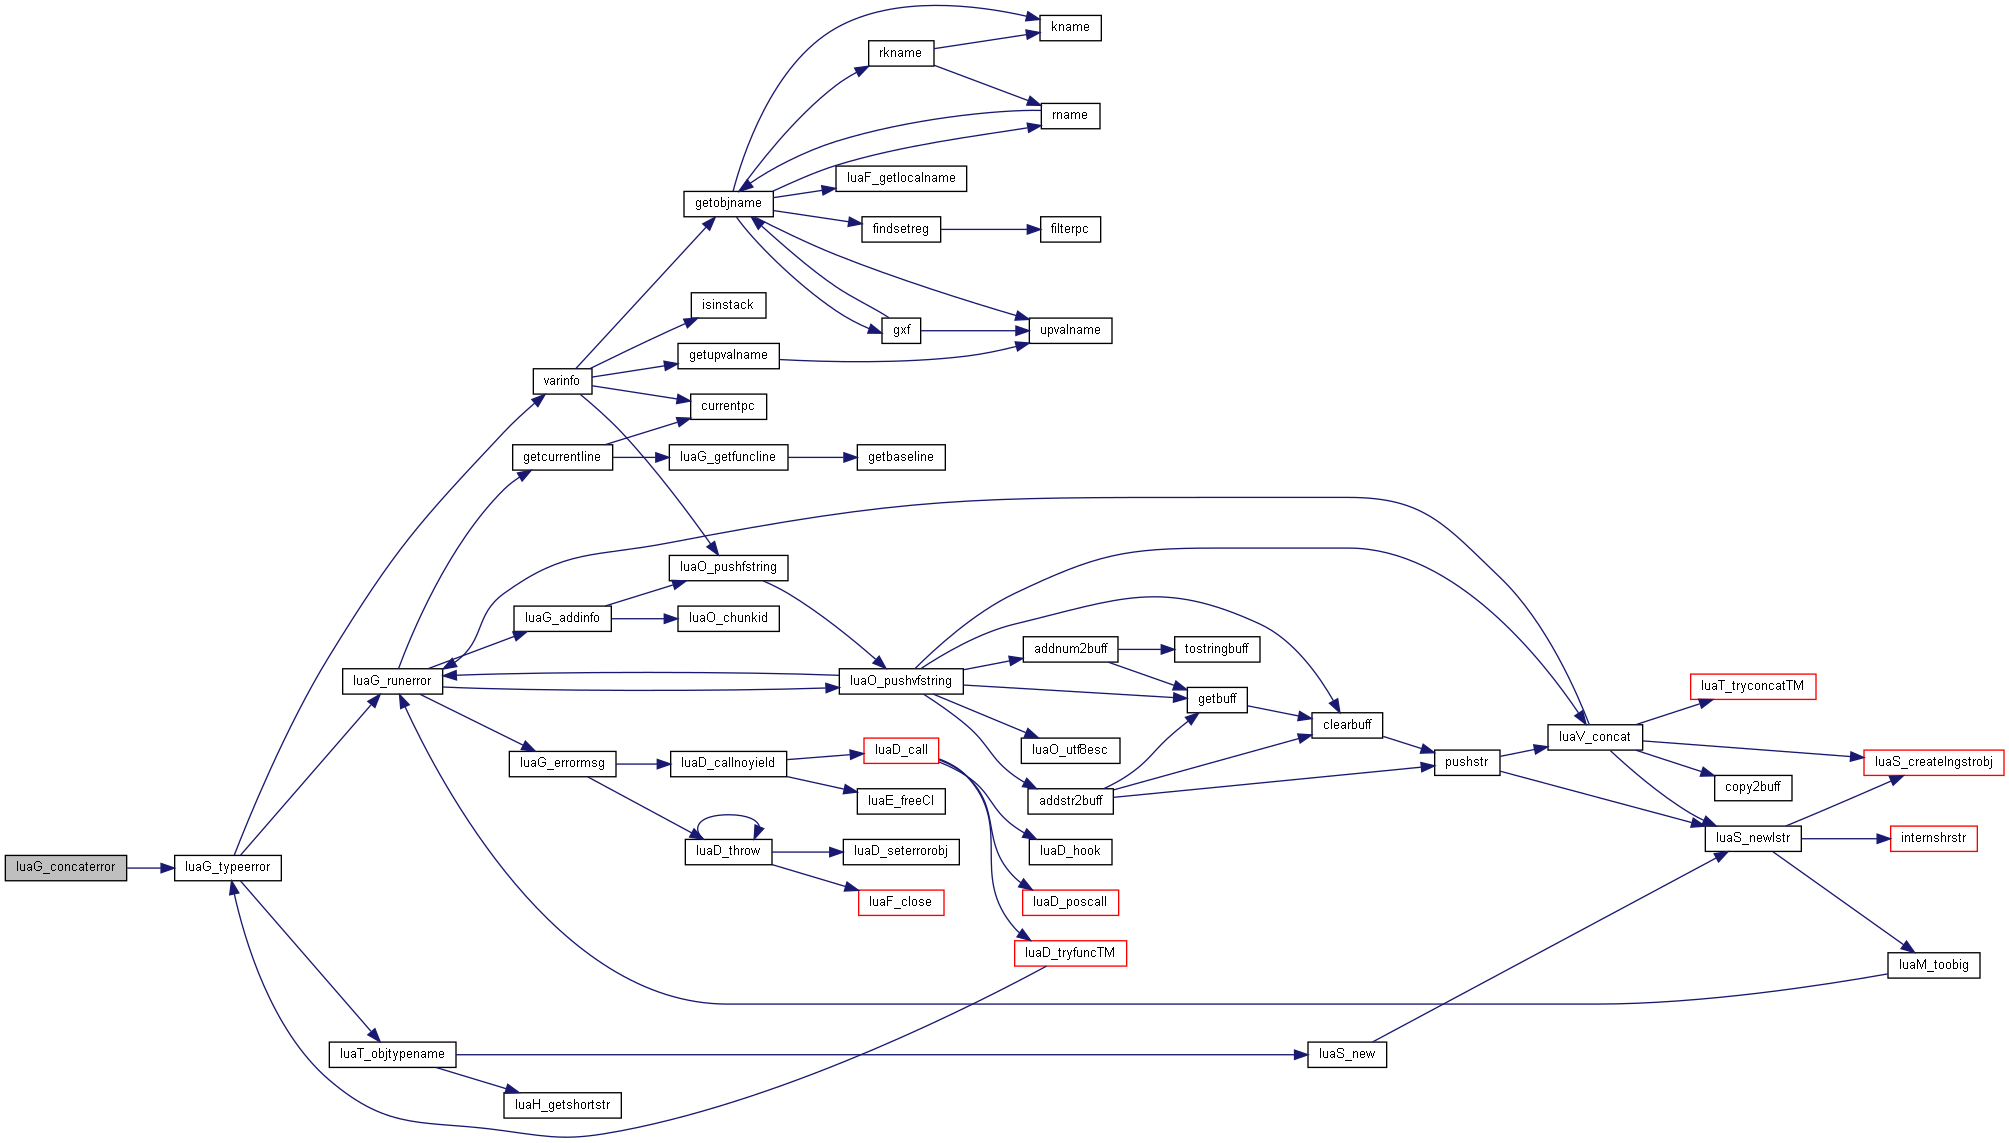 kname
rkname
rname
luaF_getlocalname
getobjname
findsetreg
filterpc
isinstack
gxf
upvalname
getupvalname
varinfo
currentpc
getcurrentline
luaG_getfuncline
getbaseline
luaO_pushfstring
luaG_addinfo
luaO_chunkid
addnum2buff
tostringbuff
luaG_runerror
luaO_pushvfstring
luaT_tryconcatTM
getbuff
clearbuff
luaV_concat
luaO_utf8esc
luaD_call
luaG_errormsg
luaD_callnoyield
pushstr
luaS_createlngstrobj
copy2buff
luaE_freeCI
addstr2buff
luaS_newlstr
internshrstr
luaD_throw
luaD_seterrorobj
luaD_hook
luaG_concaterror
luaG_typeerror
luaF_close
luaD_poscall
luaD_tryfuncTM
luaM_toobig
luaT_objtypename
luaS_new
luaH_getshortstr